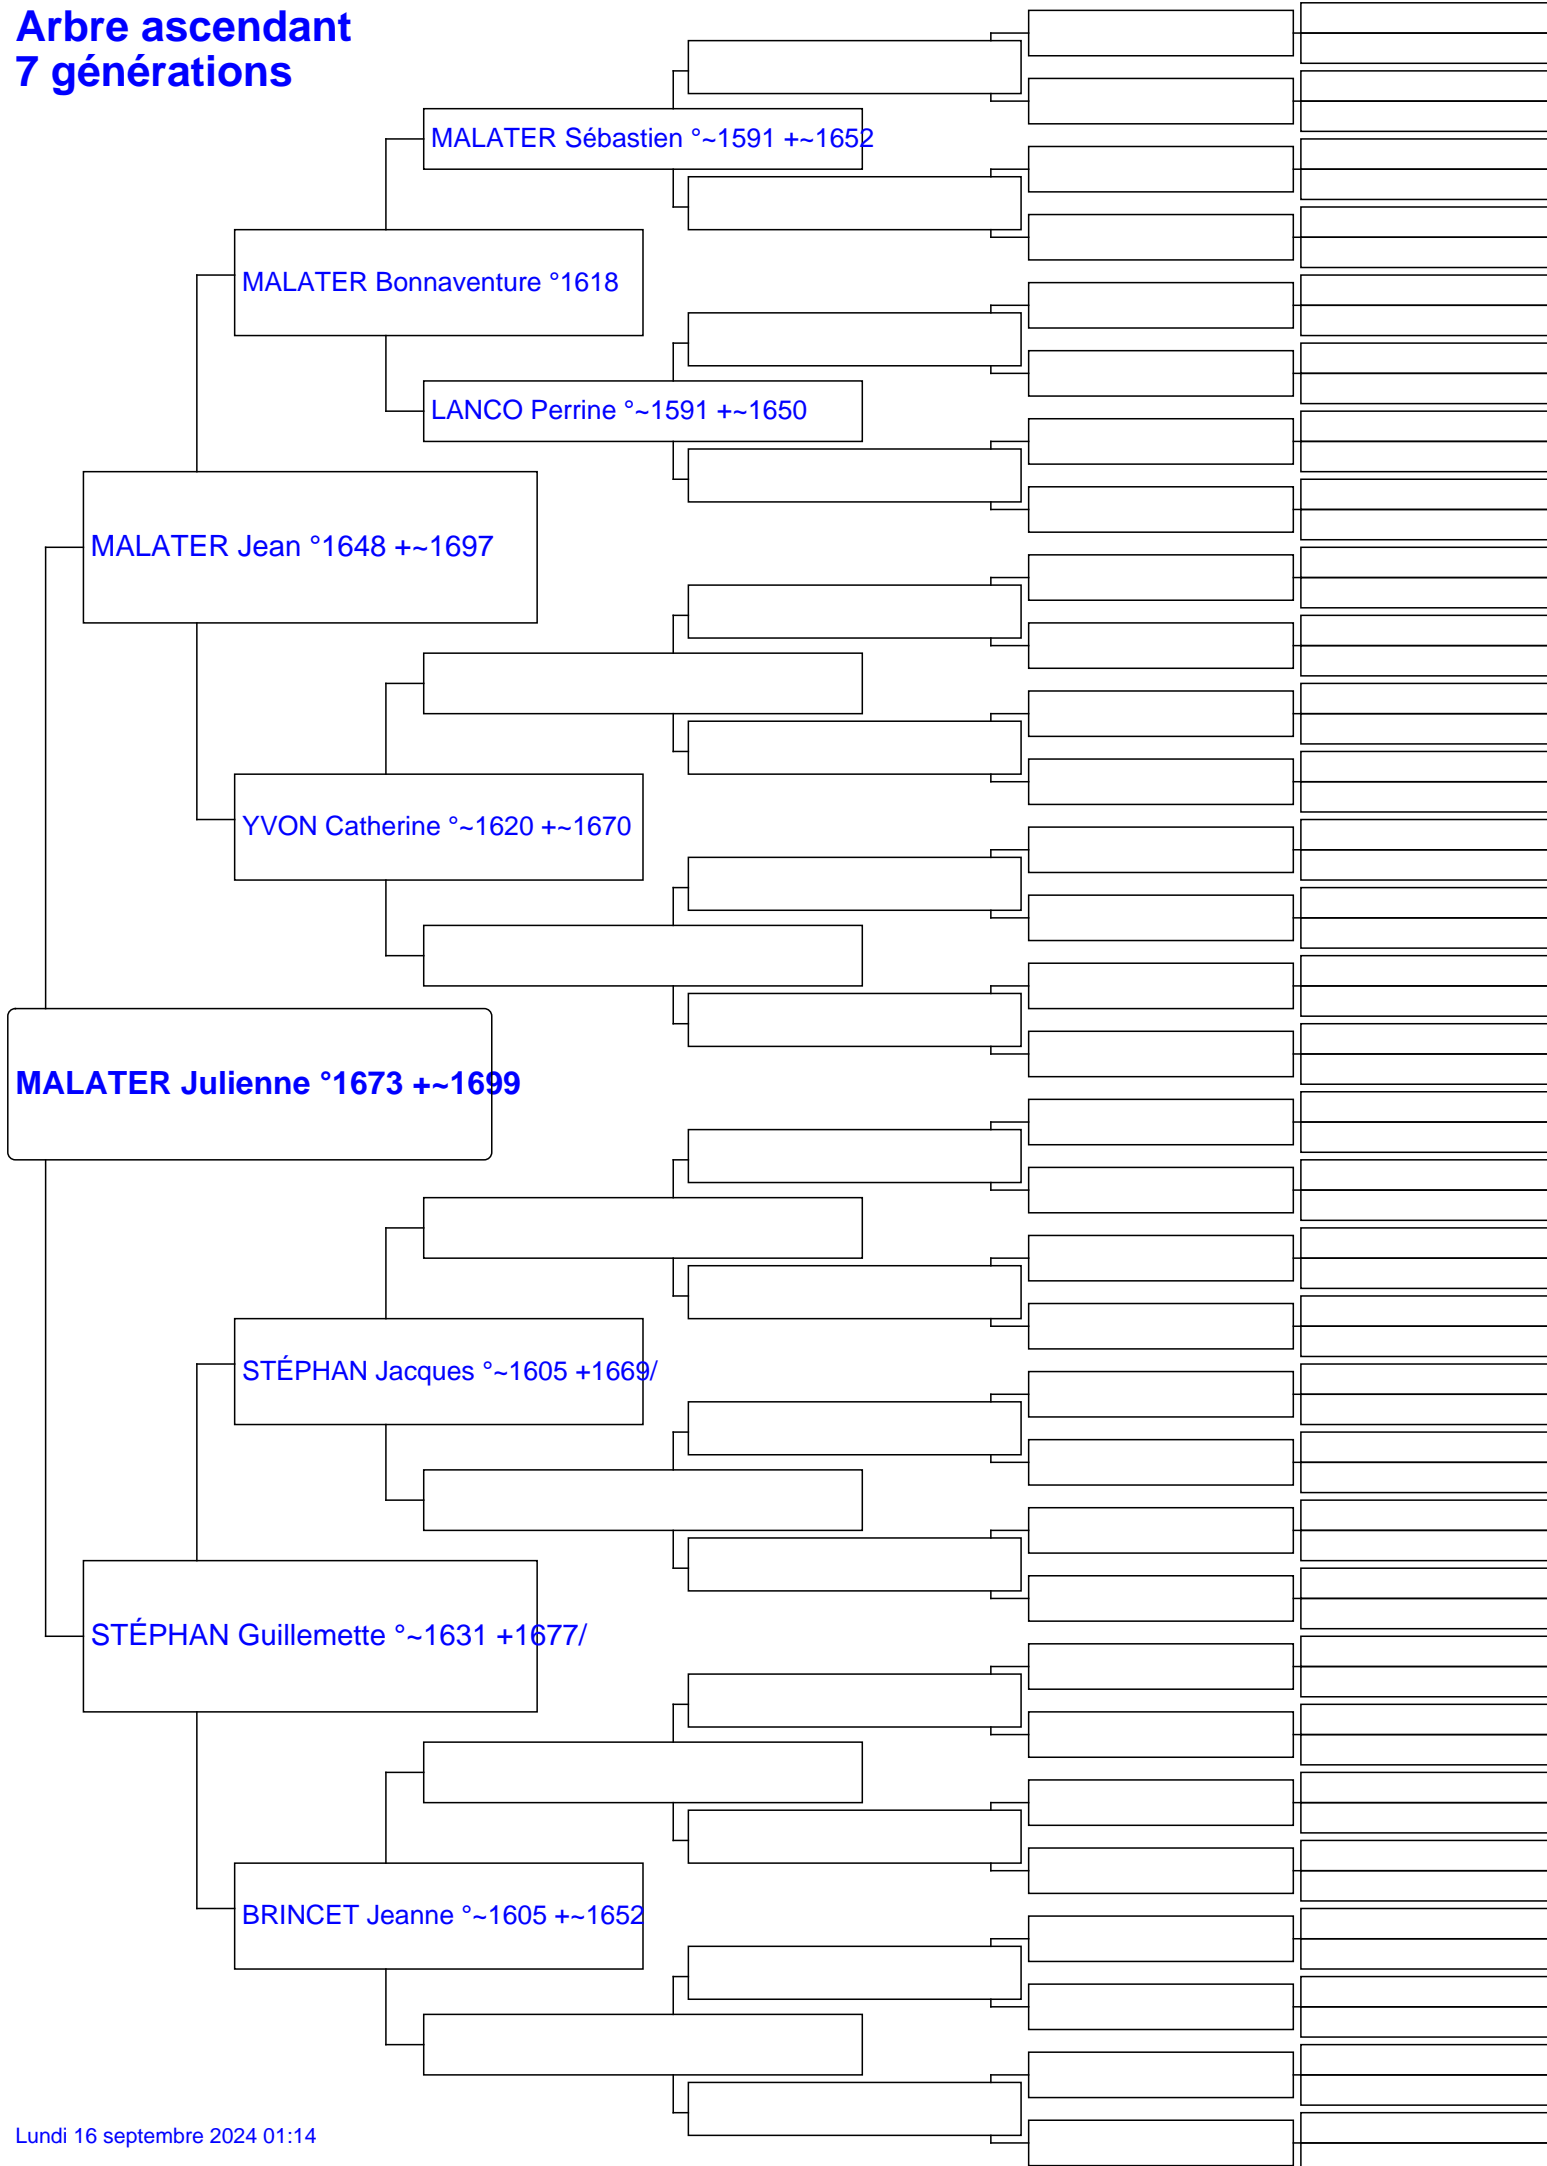 Arbre ascendant
7 générations
MALATER Sébastien °~1591 +~1652
MALATER Bonnaventure °1618
LANCO Perrine °~1591 +~1650
MALATER Jean °1648 +~1697
YVON Catherine °~1620 +~1670
MALATER Julienne °1673 +~1699
STÉPHAN Jacques °~1605 +1669/
STÉPHAN Guillemette °~1631 +1677/
BRINCET Jeanne °~1605 +~1652
Lundi 16 septembre 2024 01:14